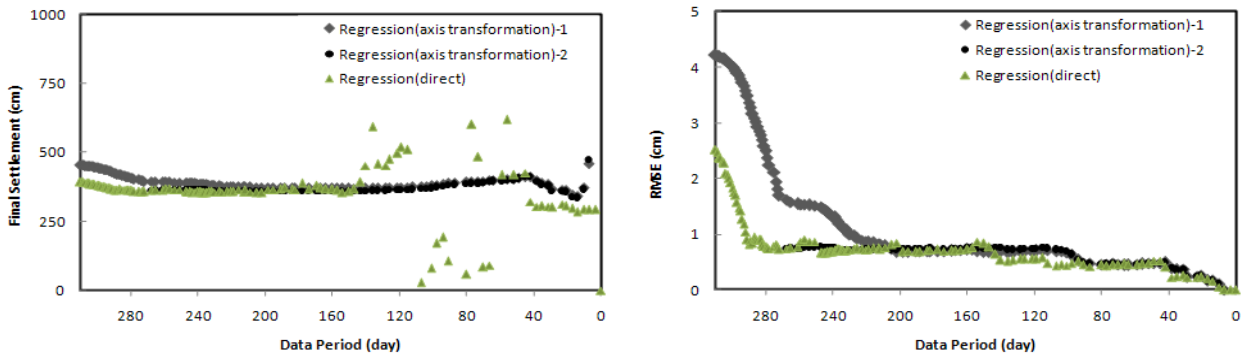 1000
750
500
250
0
Final Settlement (cm)
Regression(axis transformation)-1
Regression(axis transformation)-2
Regression(direct)
280 240 200 160 120 80 40 0
Data Period (day)
5
4
3
2
1
0
RMSE (cm)
Regression(axis transformation)-1
Regression(axis transformation)-2
Regression(direct)
280 240 200 160 120 80 40 0
Data Period (day)